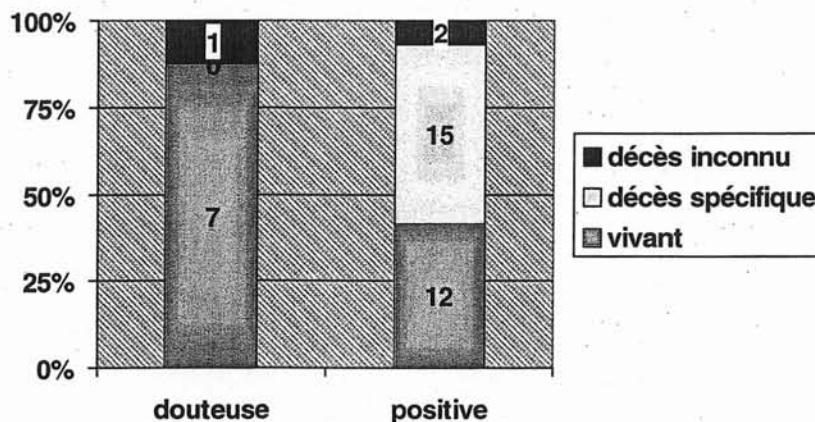 100%
75%
50%
25%
0%
1
0
7
2
15
12
douteuse
positive
décès inconnu
décès spécifique
vivant